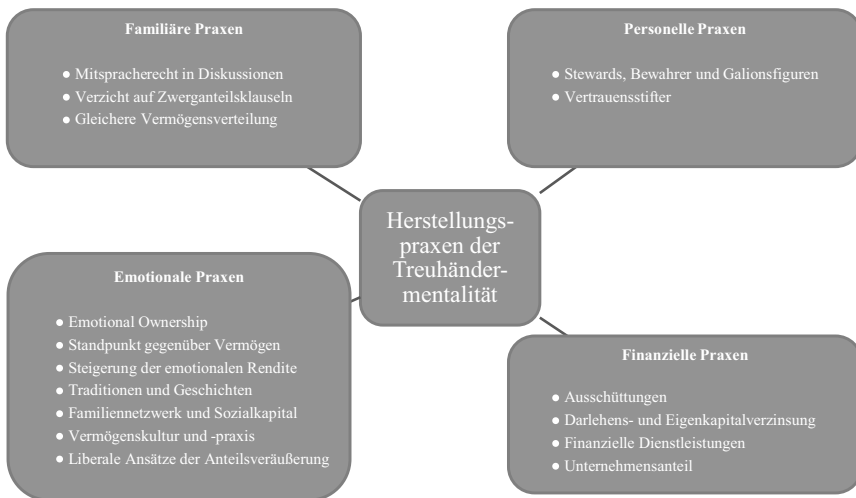 Familiäre Praxen
● Mitspracherecht in Diskussionen
● Verzicht auf Zwerganteilsklauseln
● Gleichere Vermögensverteilung
Personelle Praxen
● Stewards, Bewahrer und Galionsfiguren
● Vertrauensstifter
Herstellungs-
praxen der
Treuhänder-
mentalität
Emotionale Praxen
● Emotional Ownership
● Standpunkt gegenüber Vermögen
● Steigerung der emotionalen Rendite
● Traditionen und Geschichten
● Familiennetzwerk und Sozialkapital
● Vermögenskultur und -praxis
● Liberale Ansätze der Anteilsveräußerung
Finanzielle Praxen
● Ausschüttungen
● Darlehens- und Eigenkapitalverzinsung
● Finanzielle Dienstleistungen
● Unternehmensanteil